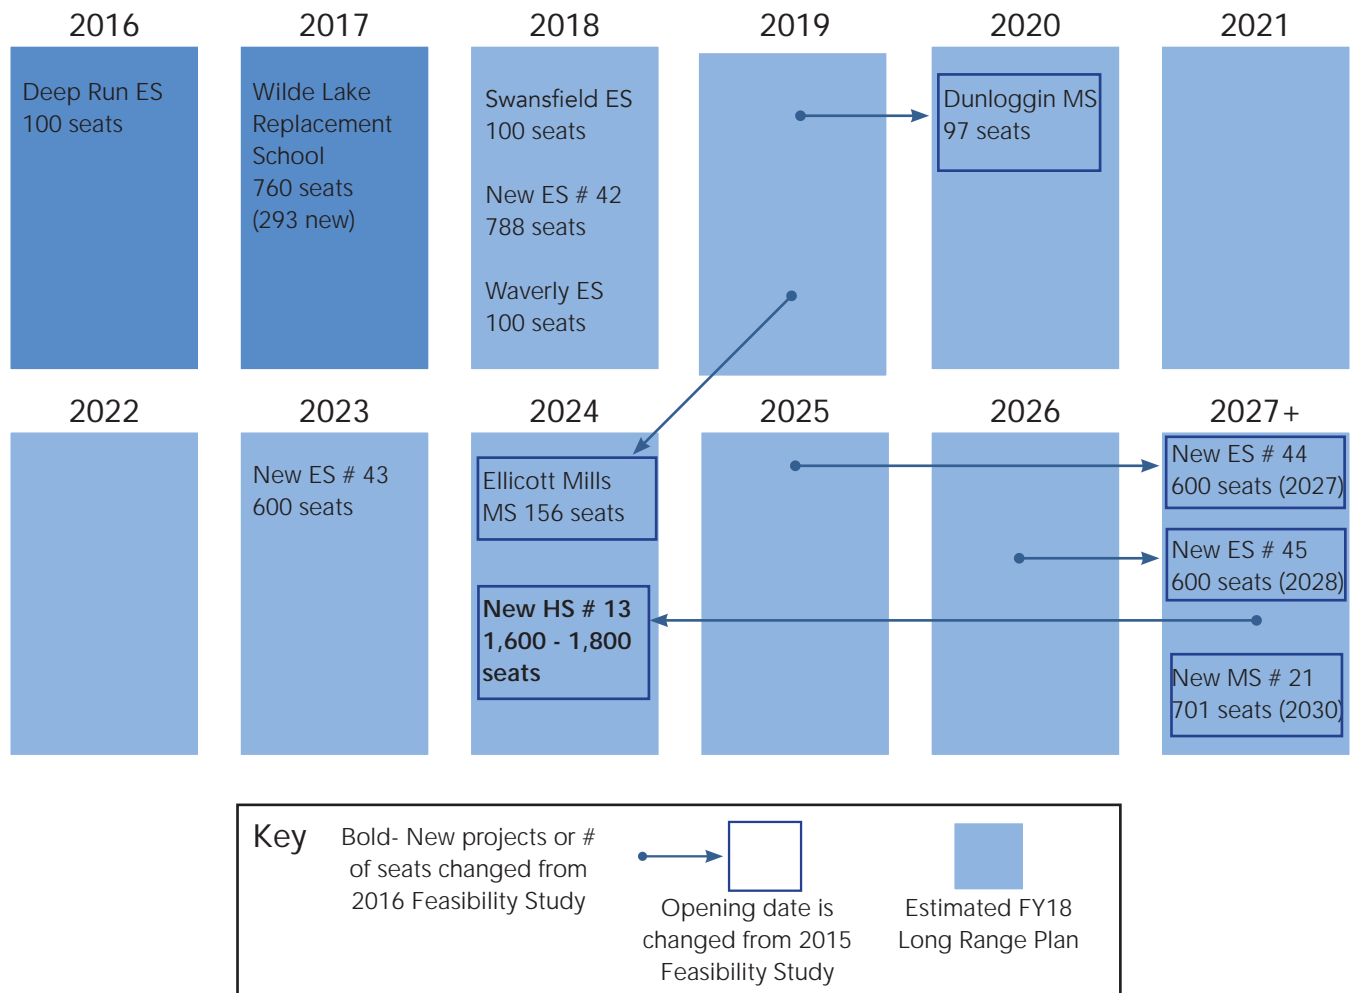 2016
2017
2018
2019
2020
2021
Deep Run ES
100 seats
Wilde Lake
Replacement
School
760 seats
(293 new)
Swansfield ES
100 seats
New ES # 42
788 seats
Waverly ES
100 seats
Dunloggin MS
97 seats
2022
2023
2024
2025
2026
2027+
New ES # 43
600 seats
Ellicott Mills
MS 156 seats
New HS # 13
1,600 - 1,800
seats
New ES # 44
600 seats (2027)
New ES # 45
600 seats (2028)
New MS # 21
701 seats (2030)
Key
Bold- New projects or #
of seats changed from
2016 Feasibility Study
Opening date is
changed from 2015
Feasibility Study
Estimated FY18
Long Range Plan